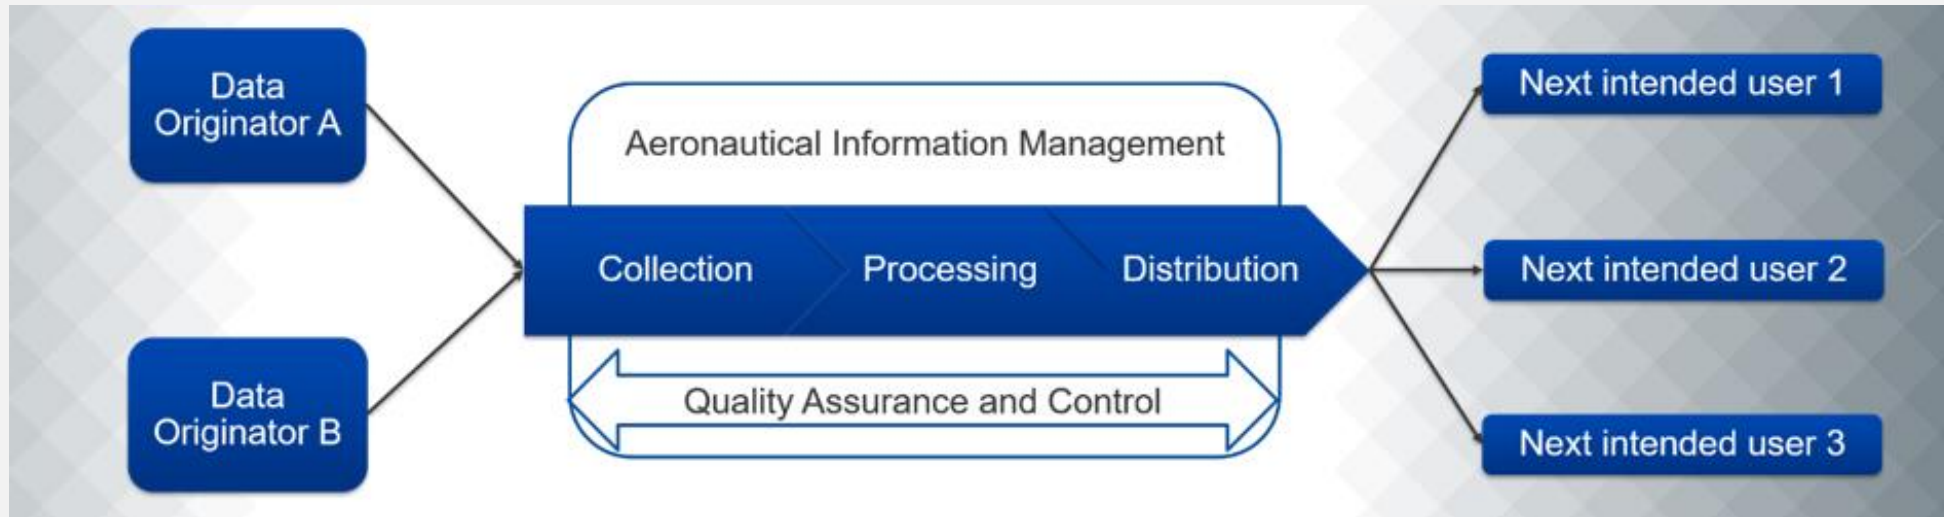 Data
Originator A
Data
Originator B
Aeronautical Information Management
Collection
Processing
Distribution
Quality Assurance and Control
Next intended user 1
Next intended user 2
Next intended user 3